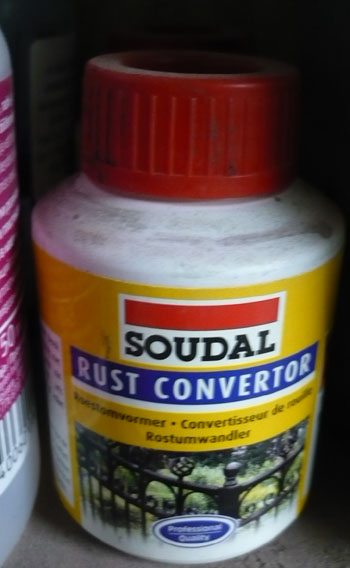 SOUDAL
RUST CONVERTOR
Roestomvormer • Convertisseur de rouille
Rostumwandler
Professional
Quality